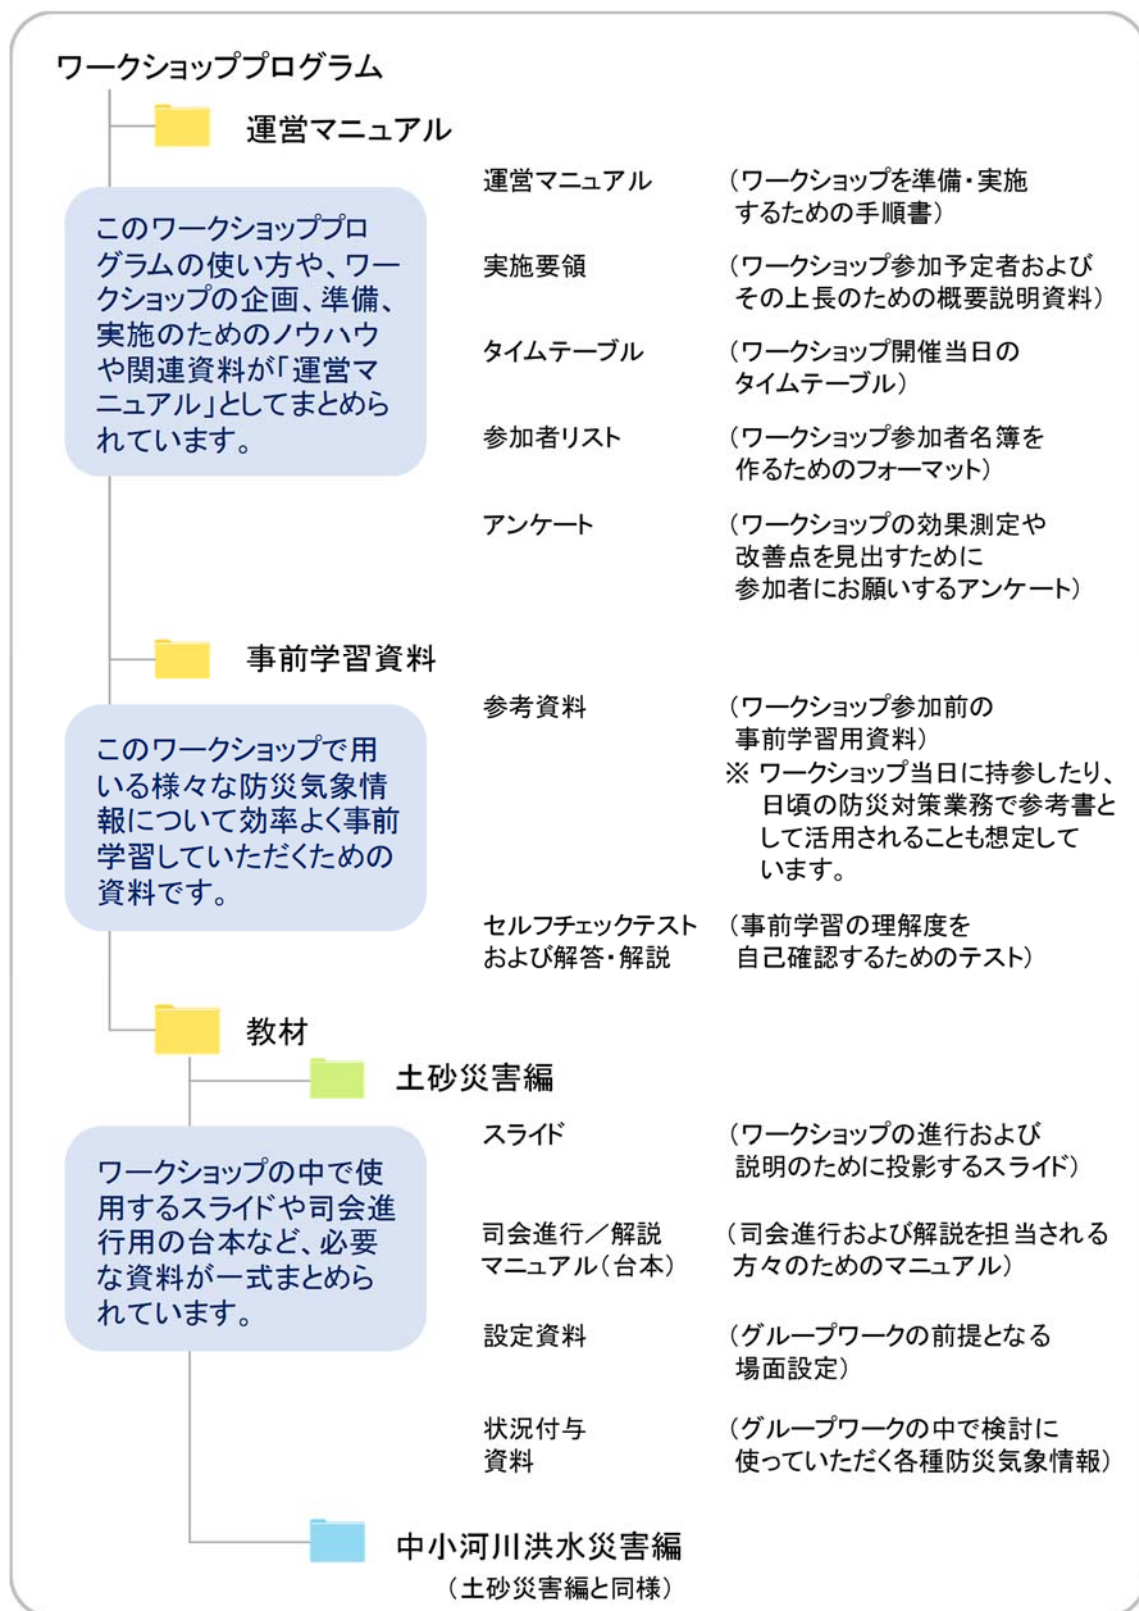 ワークショッププログラム
運営マニュアル
このワークショッププロ
グラムの使い方や、ワー
クショップの企画、準備、
実施のためのノウハウ
や関連資料が「運営マ
ニュアル」としてまとめら
れています。
運営マニュアル
(ワークショップを準備・実施
するための手順書)
実施要領
(ワークショップ参加予定者および
その上長のための概要説明資料)
タイムテーブル
(ワークショップ開催当日の
タイムテーブル)
参加者リスト
(ワークショップ参加者名簿を
作るためのフォーマット)
アンケート
(ワークショップの効果測定や
改善点を見出すために
参加者にお願いするアンケート)
事前学習資料
このワークショップで用
いる様々な防災気象情
報について効率よく事前
学習していただくための
資料です。
参考資料
(ワークショップ参加前の
事前学習用資料)
※ ワークショップ当日に持参したり、
日頃の防災対策業務で参考書と
して活用されることも想定して
います。
セルフチェックテスト
および解答・解説
(事前学習の理解度を
自己確認するためのテスト)
教材
土砂災害編
ワークショップの中で使
用するスライドや司会進
行用の台本など、必要
な資料が一式まとめら
れています。
スライド
(ワークショップの進行および
説明のために投影するスライド)
司会進行／解説
マニュアル(台本)
(司会進行および解説を担当される
方々のためのマニュアル)
設定資料
(グループワークの前提となる
場面設定)
状況付与
資料
(グループワークの中で検討に
使っていただく各種防災気象情報)
中小河川洪水災害編
(土砂災害編と同様)